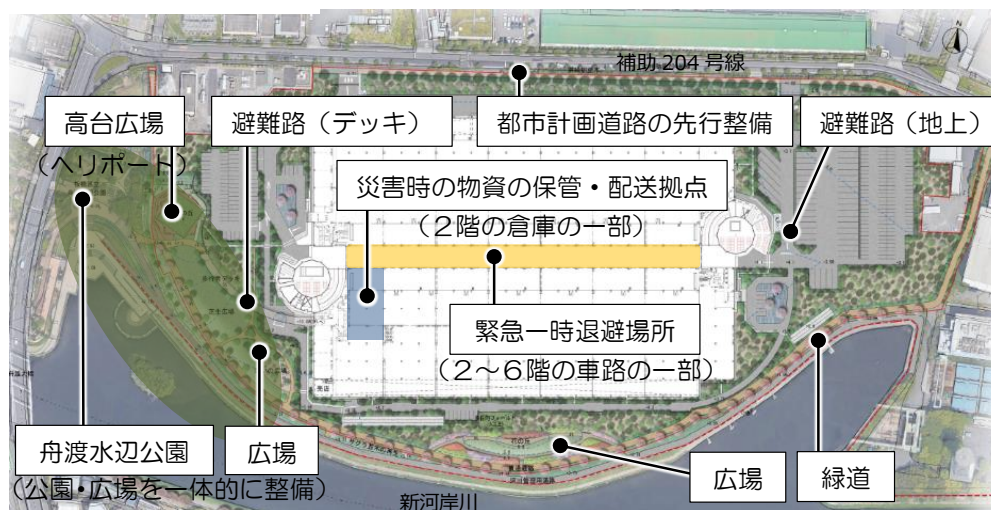 補助204号線
高台広場
(ヘリポート)
避難路(デッキ)
都市計画道路の先行整備
避難路(地上)
災害時の物資の保管・配送拠点
(2階の倉庫の一部)
緊急一時退避場所
(2～6階の車路の一部)
舟渡水辺公園
(公園・広場を一体的に整備)
広場
広場
緑道
新河岸川
N